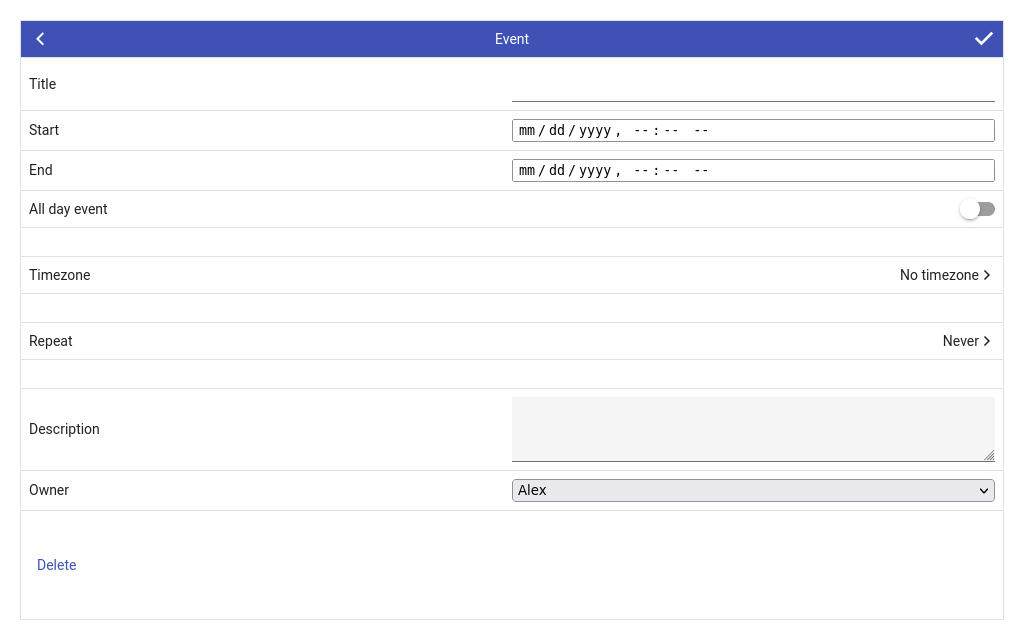 Event
Title
Start mm/dd/yyyy, --:-- --
End mm/dd/yyyy, --:-- --
All day event
Timezone No timezone
Repeat Never
Description
Owner Alex
Delete